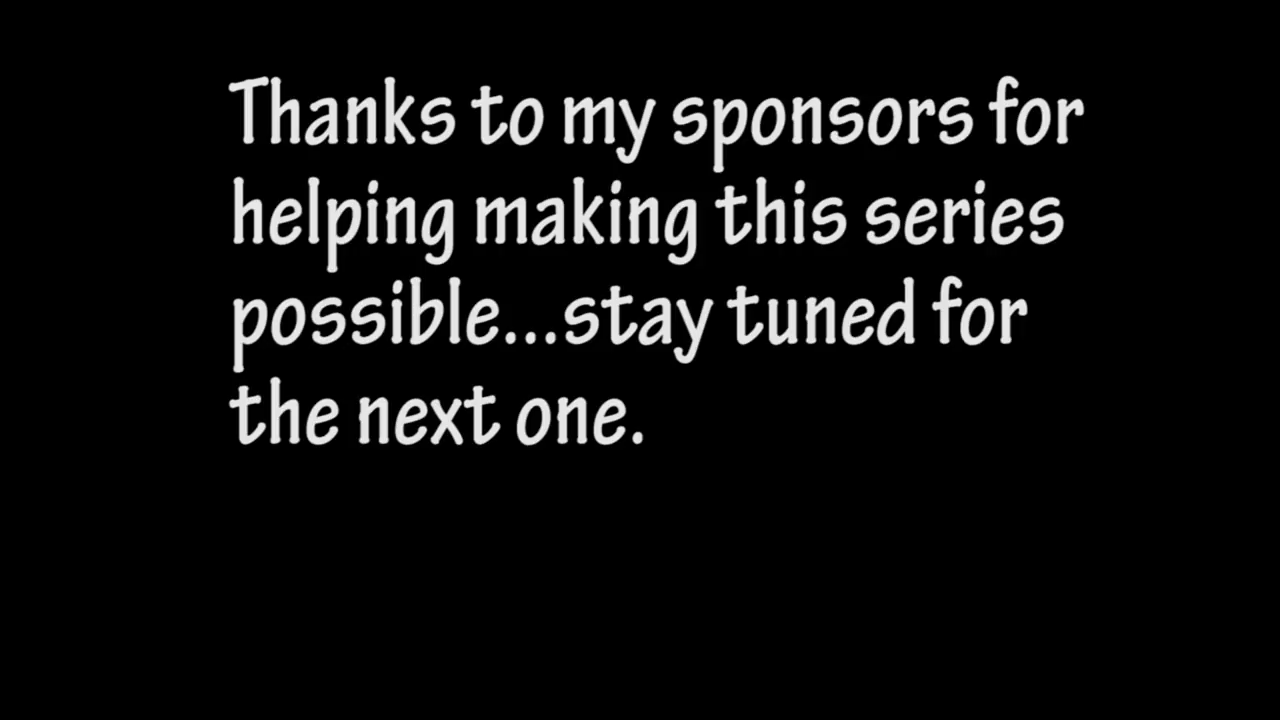 Thanks to my sponsors for
helping making this series
possible...stay tuned for
the next one.